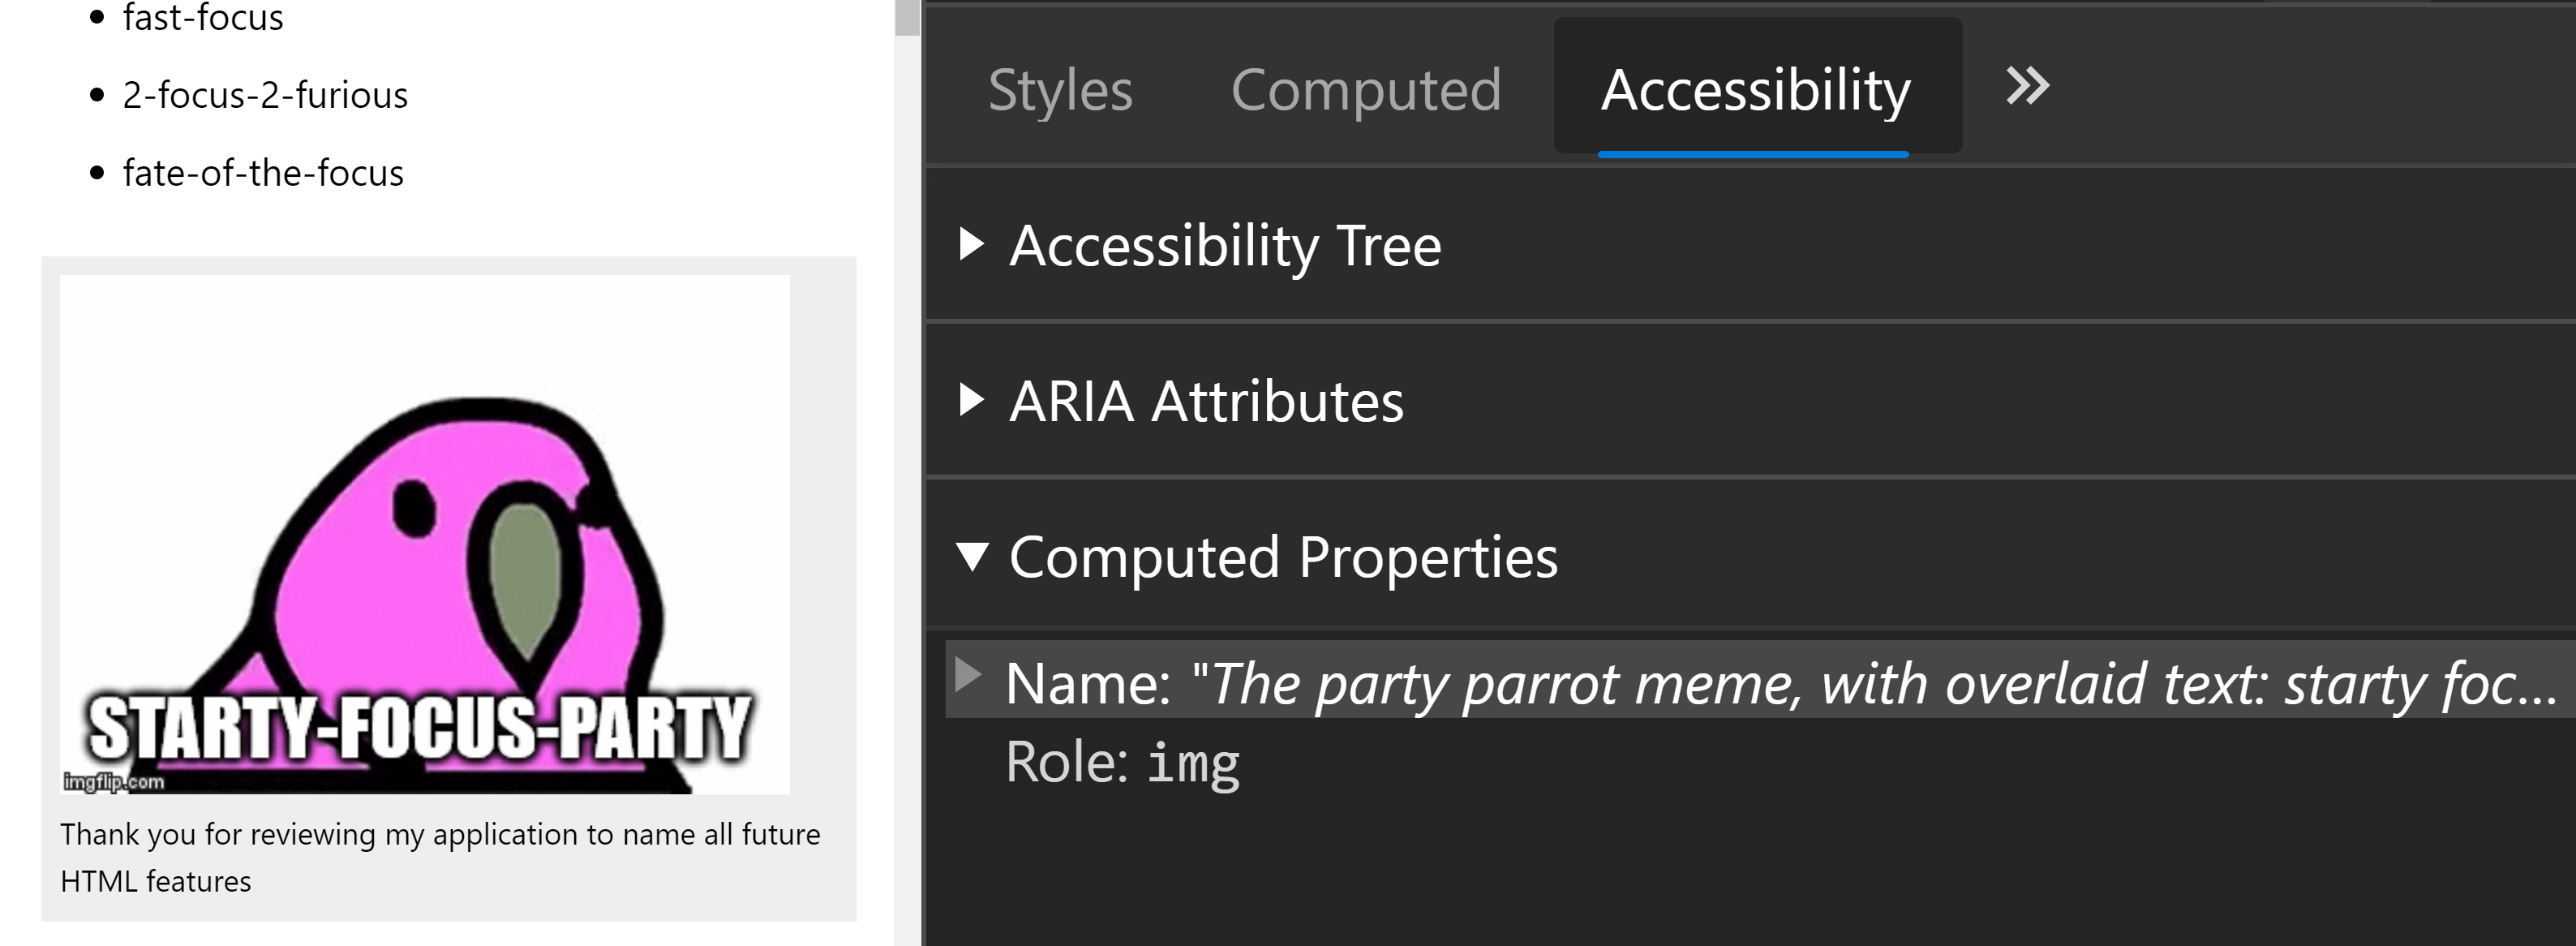 fast-focus
2-focus-2-furious
fate-of-the-focus
STARTY-FOCUS-PARTY
imgflip.com
Thank you for reviewing my application to name all future
HTML features
Styles Computed Accessibility
Accessibility Tree
ARIA Attributes
Computed Properties
Name: "The party parrot meme, with overlaid text: starty foc...
Role: img